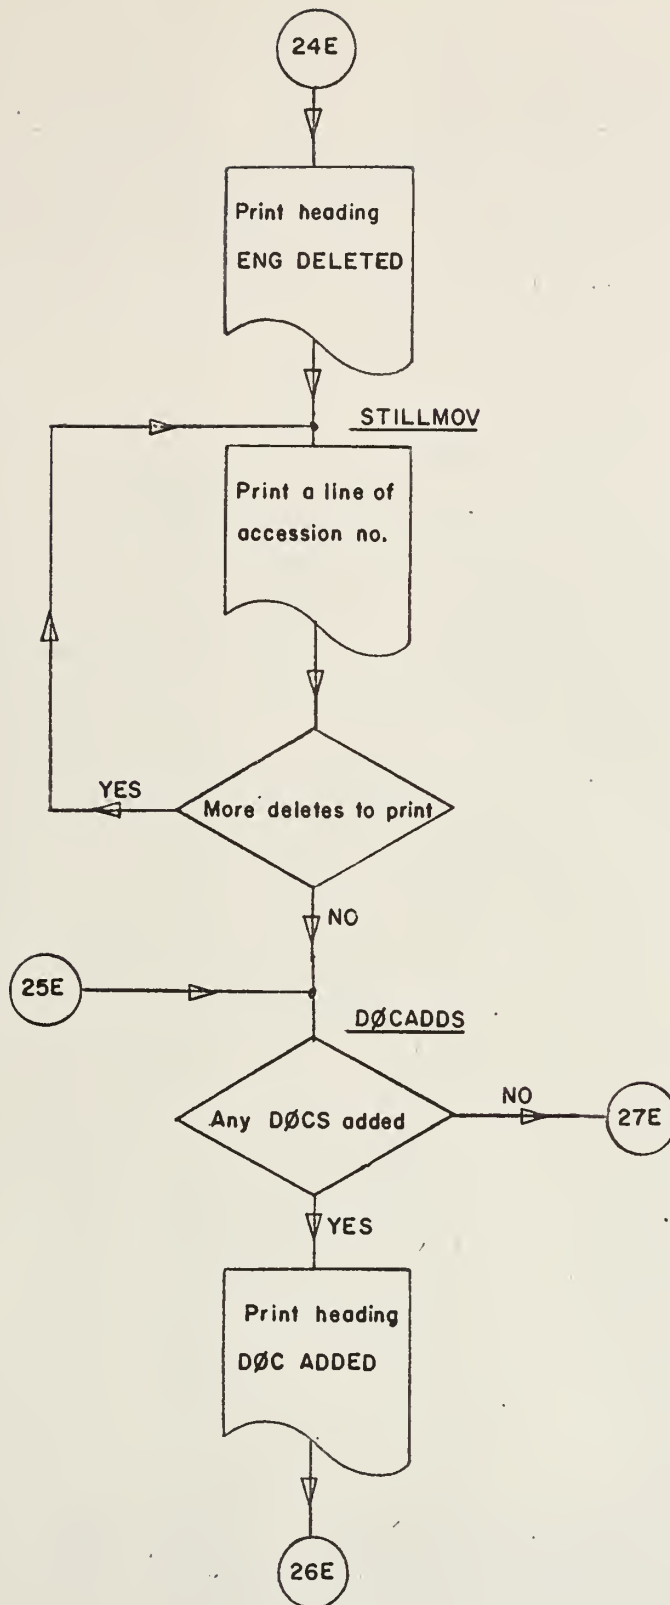 24E
Print heading
ENG DELETED
STILLMOV
Print a line of
accession no.
YES
More deletes to print
NO
25E
DØCADDS
Any DØCS added
NO
27E
YES
Print heading
DØC ADDED
26E